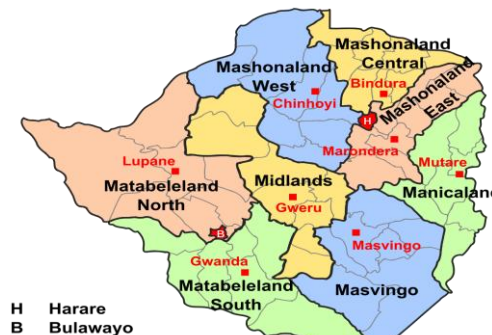 Mashonaland
Central
Bindura
Mashonaland
West
Chinhoyi
Mashonaland
East
H
Marondera
Mutare
Manicaland
Lupane
Matabeleland
North
Midlands
Gweru
B
Masvingo
Gwanda
Matabeleland
South
Masvingo
H Harare
B Bulawayo